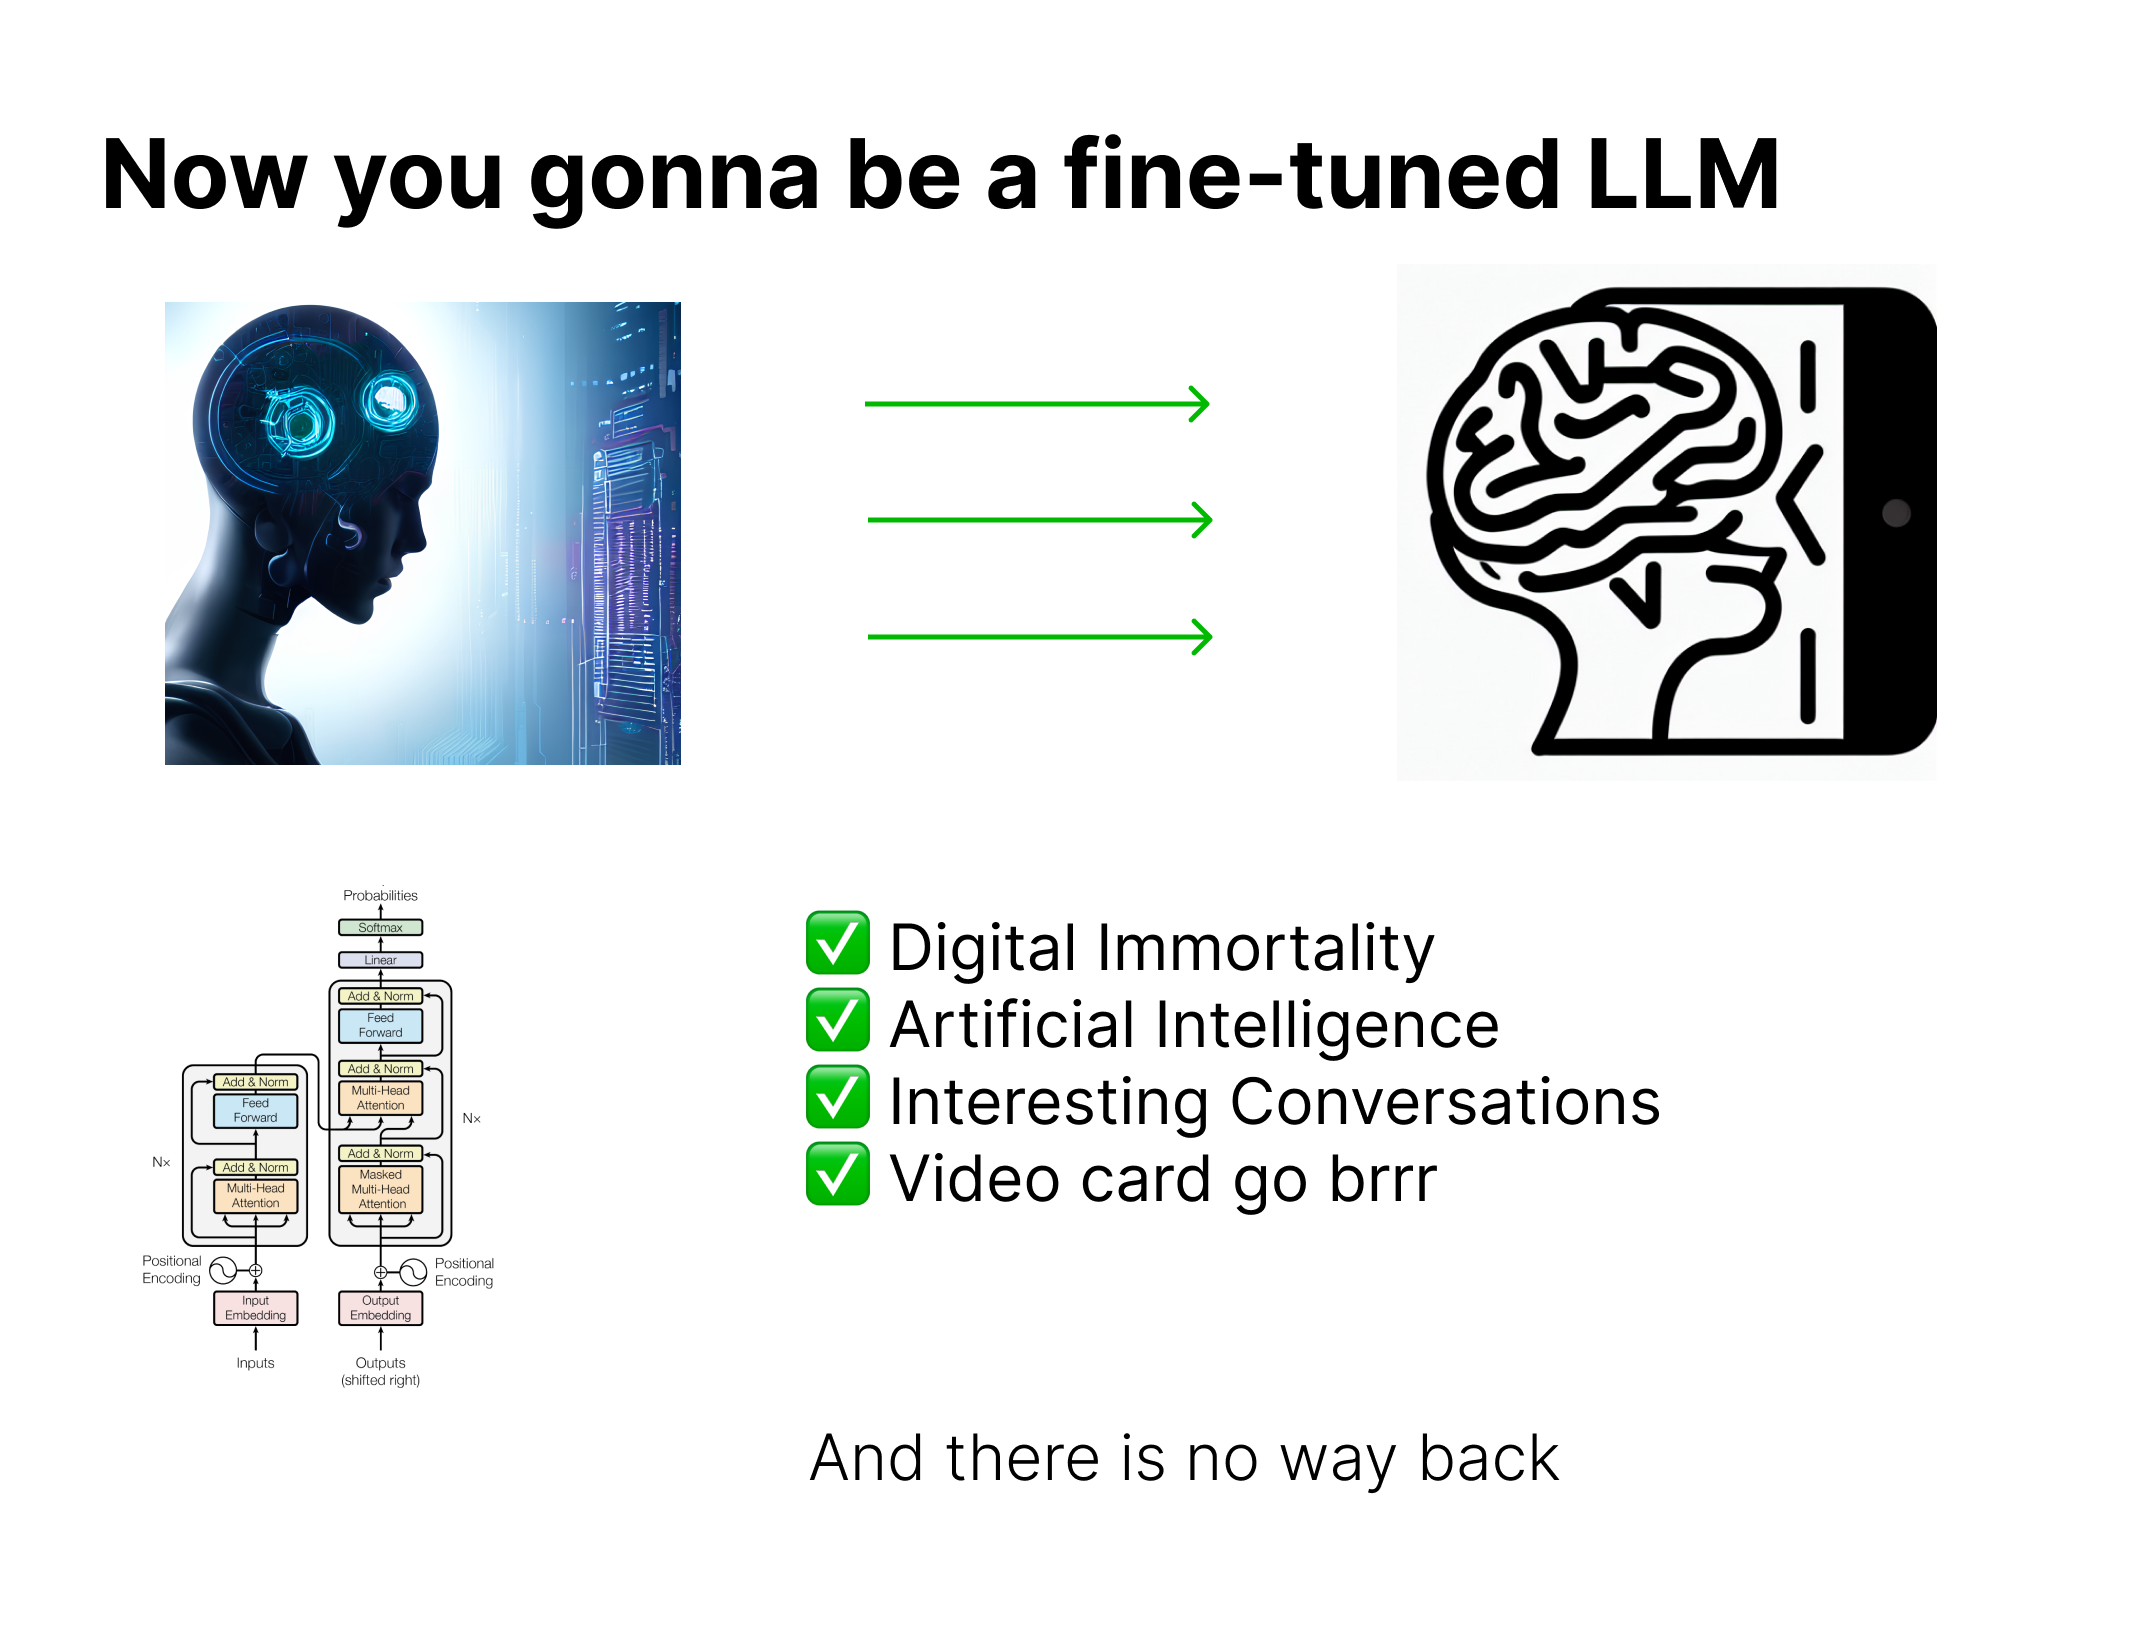 Now you gonna be a fine-tuned LLM
Probabilities
Softmax
Linear
Add & Norm
Feed
Forward
Add & Norm
Multi-Head
Attention
Nx
Add & Norm
Masked
Multi-Head
Attention
Add & Norm
Feed
Forward
Nx
Add & Norm
Multi-Head
Attention
Positional
Encoding
Positional
Encoding
Input
Embedding
Output
Embedding
Inputs
Outputs
(shifted right)
✅ Digital Immortality
✅ Artificial Intelligence
✅ Interesting Conversations
✅ Video card go brrr
And there is no way back